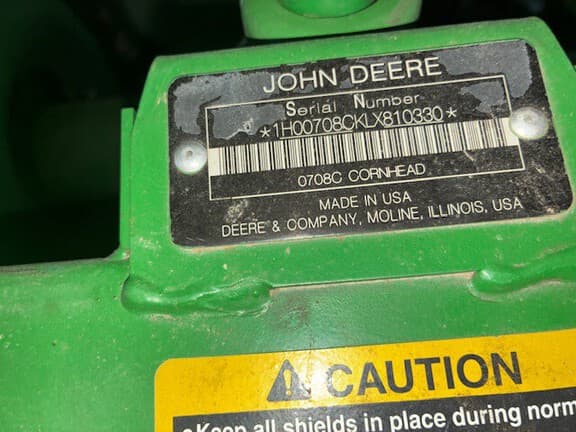 JOHN DEERE
Serial Number
*1H00708CKLX810330*
0708C CORNHEAD
MADE IN USA
DEERE & COMPANY, MOLINE, ILLINOIS, USA
CAUTION
•Keep all shields in place during norm